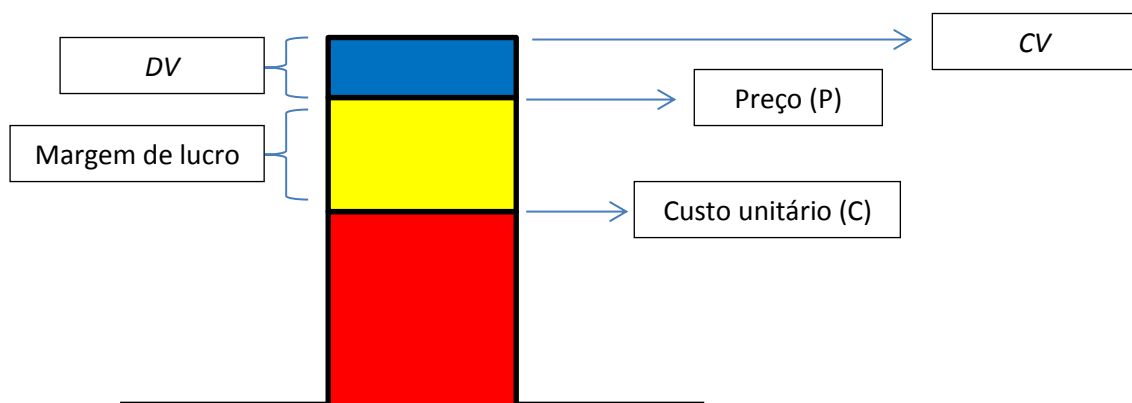 DV
CV
Preço (P)
Margem de lucro
Custo unitário (C)